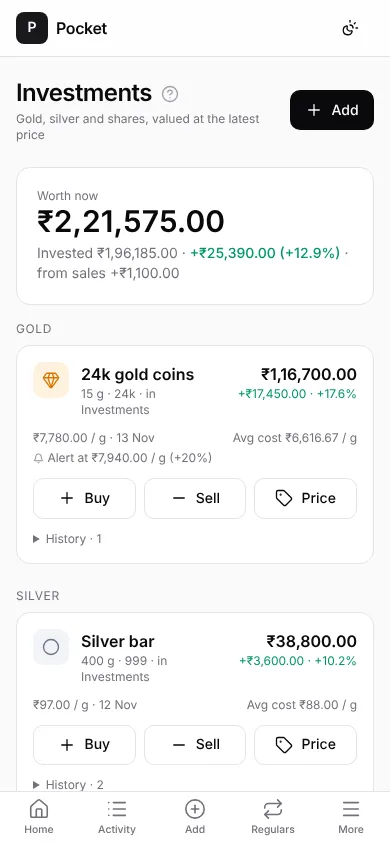 P Pocket
Investments
Gold, silver and shares, valued at the latest
price
+ Add
Worth now
₹2,21,575.00
Invested ₹1,96,185.00 · +₹25,390.00 (+12.9%) ·
from sales +₹1,100.00
GOLD
24k gold coins ₹1,16,700.00
15 g · 24k · in +₹17,450.00 · +17.6%
Investments
₹7,780.00 / g · 13 Nov Avg cost ₹6,616.67 / g
Alert at ₹7,940.00 / g (+20%)
+ Buy − Sell Price
▶ History · 1
SILVER
Silver bar ₹38,800.00
400 g · 999 · in +₹3,600.00 · +10.2%
Investments
₹97.00 / g · 12 Nov Avg cost ₹88.00 / g
+ Buy − Sell Price
▶ History · 2
Home Activity Add Regulars More